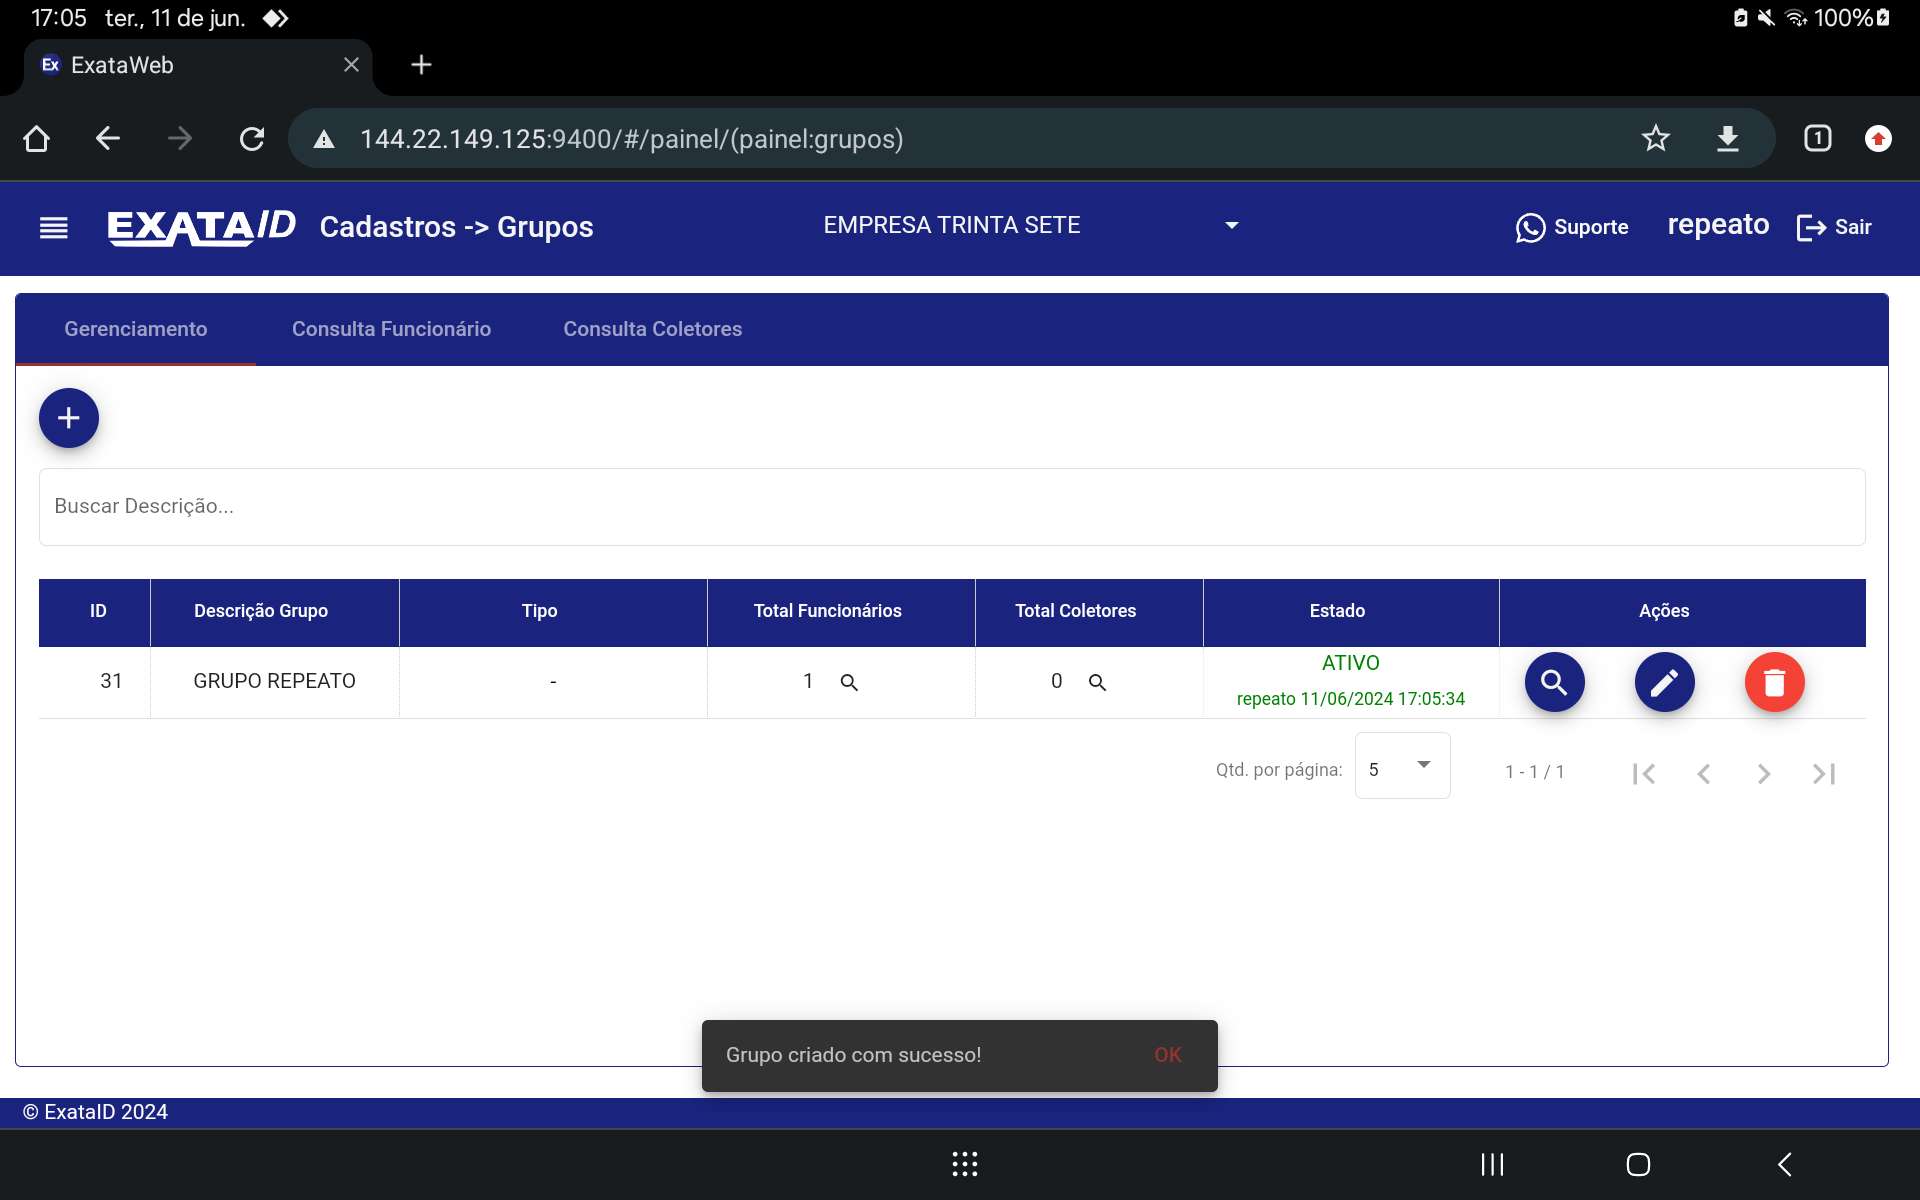 17:05 ter., 11 de jun.
100%
Ex ExataWeb
144.22.149.125:9400/#/painel/(painel:grupos)
1
EXATAID Cadastros -> Grupos
EMPRESA TRINTA SETE
Suporte
repeato
Sair
Gerenciamento
Consulta Funcionário
Consulta Coletores
Buscar Descrição...
ID Descrição Grupo Tipo Total Funcionários Total Coletores Estado Ações
31 GRUPO REPEATO - 1 0 ATIVO
repeato 11/06/2024 17:05:34
Qtd. por página: 5 1 - 1 / 1
Grupo criado com sucesso! OK
© ExataID 2024